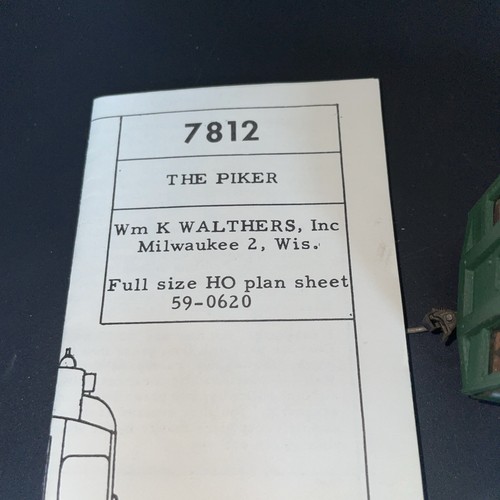 7812
THE PIKER
Wm K WALTHERS, Inc
Milwaukee 2, Wis.
Full size HO plan sheet
59-0620